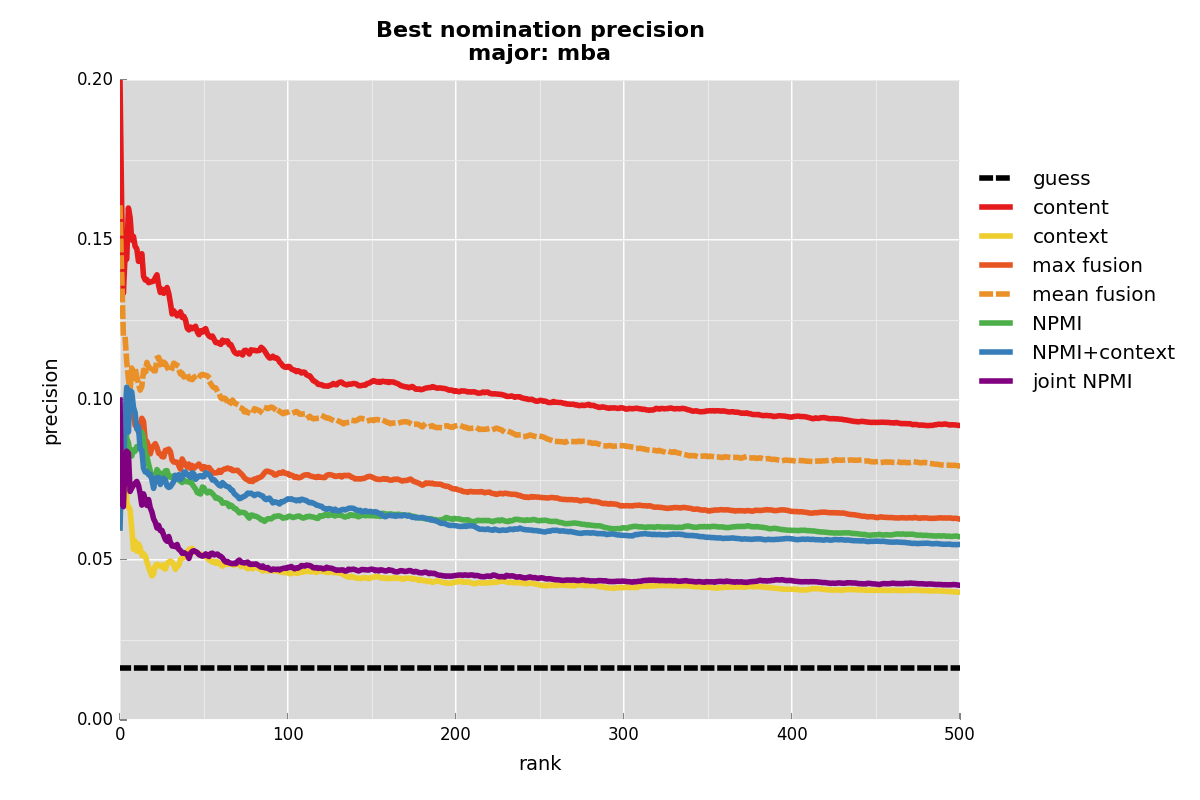 Best nomination precision
major: mba
precision
0.20
0.15
0.10
0.05
0.00
0
100
200
300
400
500
rank
guess
content
context
max fusion
mean fusion
NPMI
NPMI+context
joint NPMI